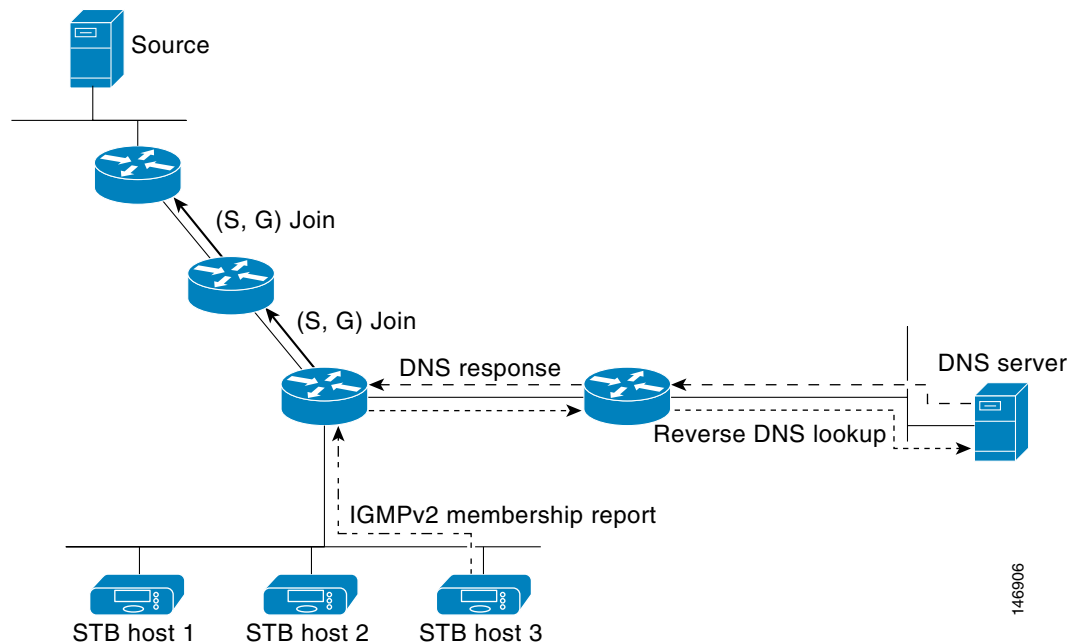 Source
(S, G) Join
(S, G) Join
DNS response
DNS server
Reverse DNS lookup
IGMPv2 membership report
STB host 1
STB host 2
STB host 3
146906